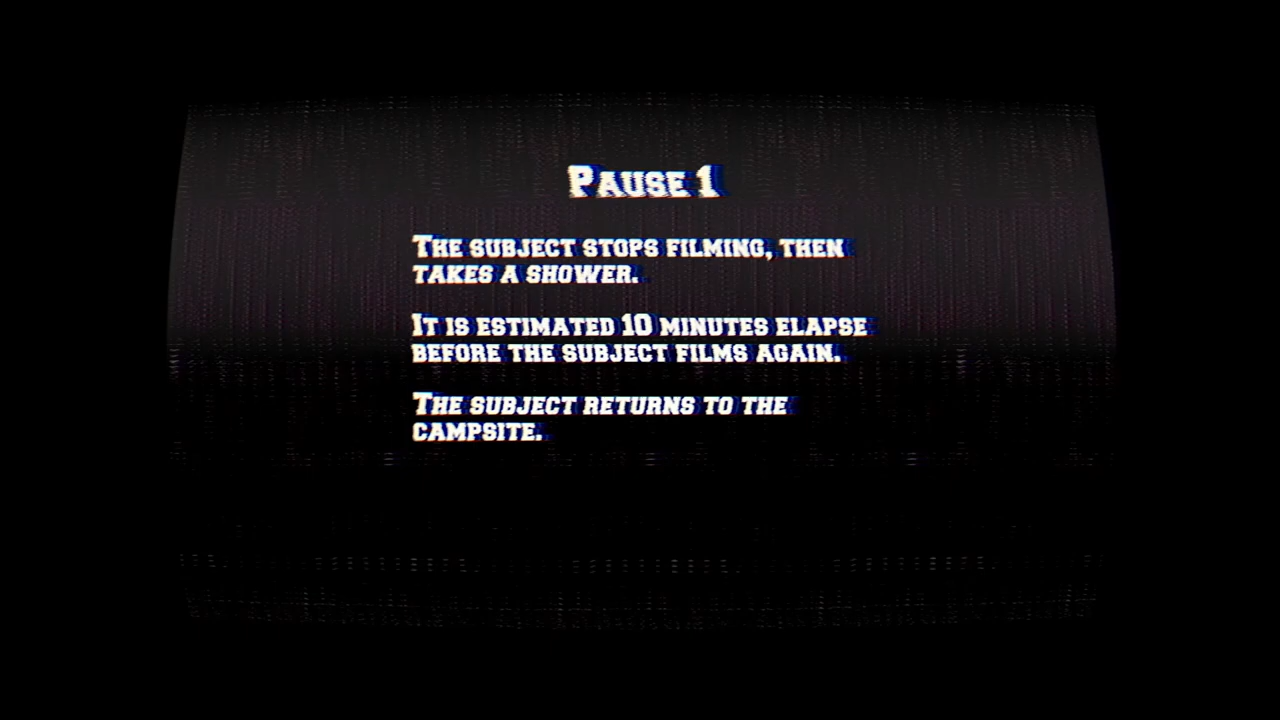 Pause 1
The subject stops filming, then
takes a shower.
It is estimated 10 minutes elapse
before the subject films again.
The subject returns to the
campsite.